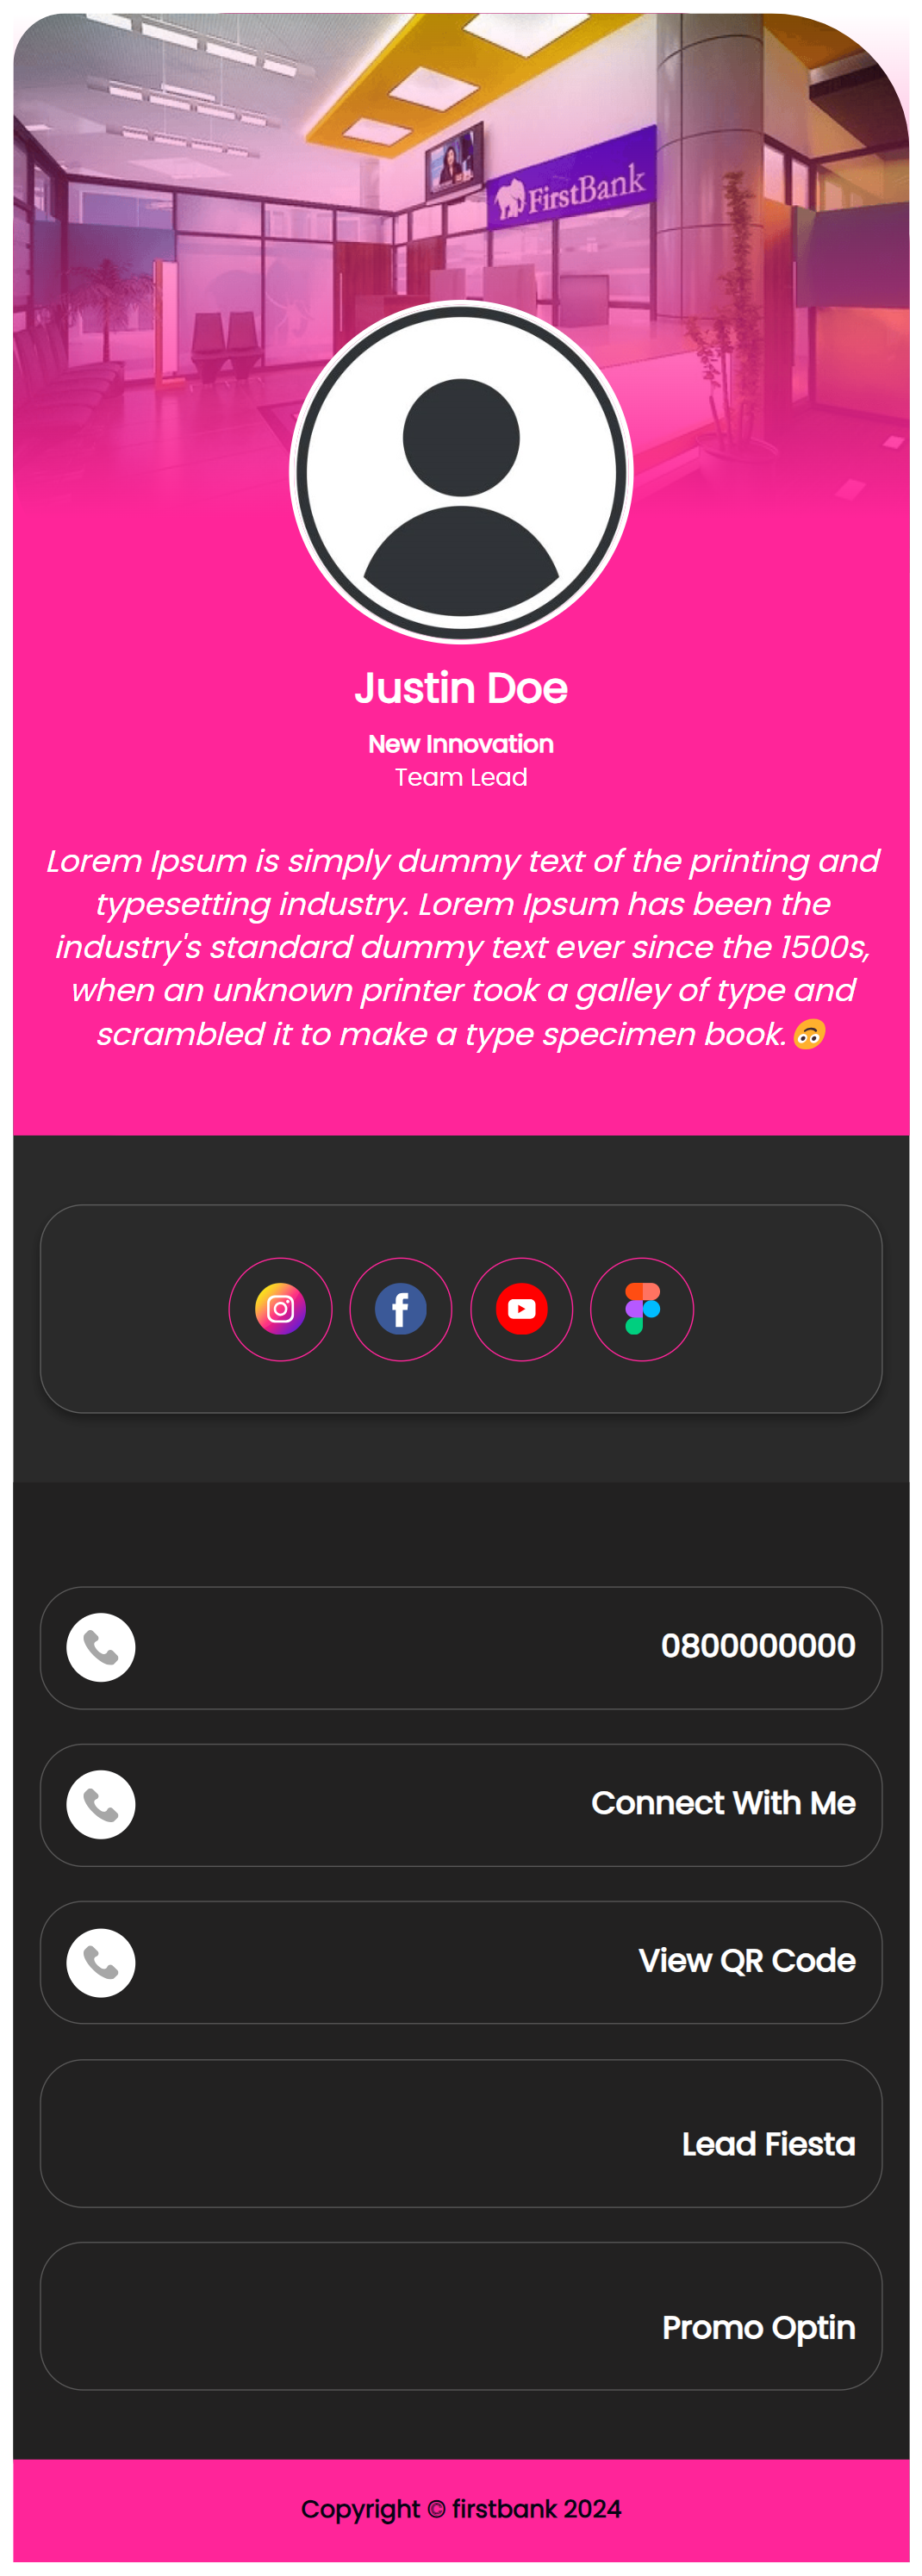 FirstBank
Justin Doe
New Innovation
Team Lead
Lorem Ipsum is simply dummy text of the printing and
typesetting industry. Lorem Ipsum has been the
industry's standard dummy text ever since the 1500s,
when an unknown printer took a galley of type and
scrambled it to make a type specimen book. 🙃
0800000000
Connect With Me
View QR Code
Lead Fiesta
Promo Optin
Copyright © firstbank 2024